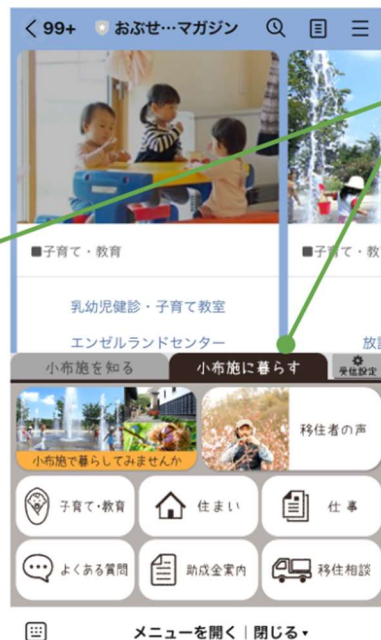 99+ おぶせ…マガジン
■子育て・教育
■子育て・教
乳幼児健診・子育て教室
エンゼルランドセンター
小布施を知る
小布施に暮らす
受信設定
小布施で暮らしてみませんか
移住者の声
子育て・教育
住まい
仕事
よくある質問
助成金案内
移住相談
メニューを開く｜閉じる▾